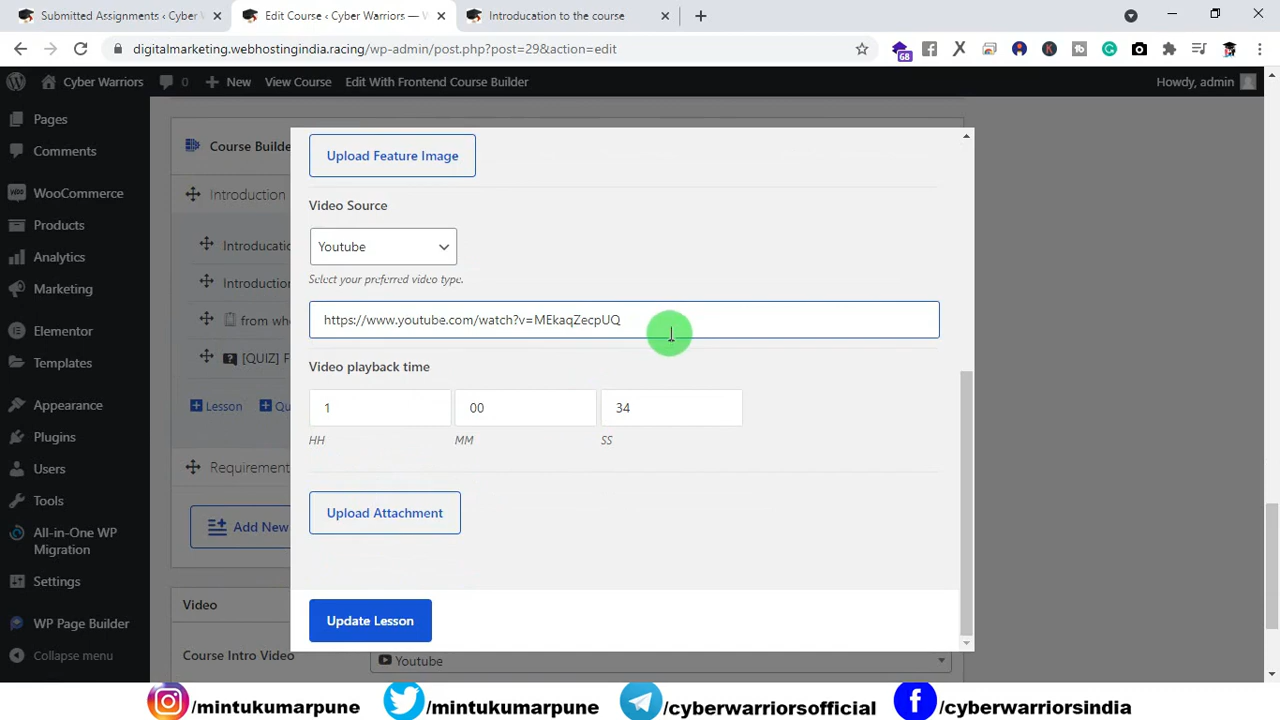 Submitted Assignments ‹ Cyber W
Edit Course ‹ Cyber Warriors — W
Introducation to the course
digitalmarketing.webhostingindia.racing/wp-admin/post.php?post=29&action=edit
68
Cyber Warriors
0
New
View Course
Edit With Frontend Course Builder
Howdy, admin
Pages
Comments
WooCommerce
Products
Analytics
Marketing
Elementor
Templates
Appearance
Plugins
Users
Tools
All-in-One WP
Migration
Settings
WP Page Builder
Collapse menu
Course Builde
Introduction
Introducati
Introduction
from wh
[QUIZ] F
Lesson
Qu
Requirement
Add New
Video
Course Intro Video
Youtube
Upload Feature Image
Video Source
Youtube
Select your preferred video type.
https://www.youtube.com/watch?v=MEkaqZecpUQ
Video playback time
1
00
34
HH
MM
SS
Upload Attachment
Update Lesson
/mintukumarpune
/mintukumarpune
/cyberwarriorsofficial
/cyberwarriorsindia